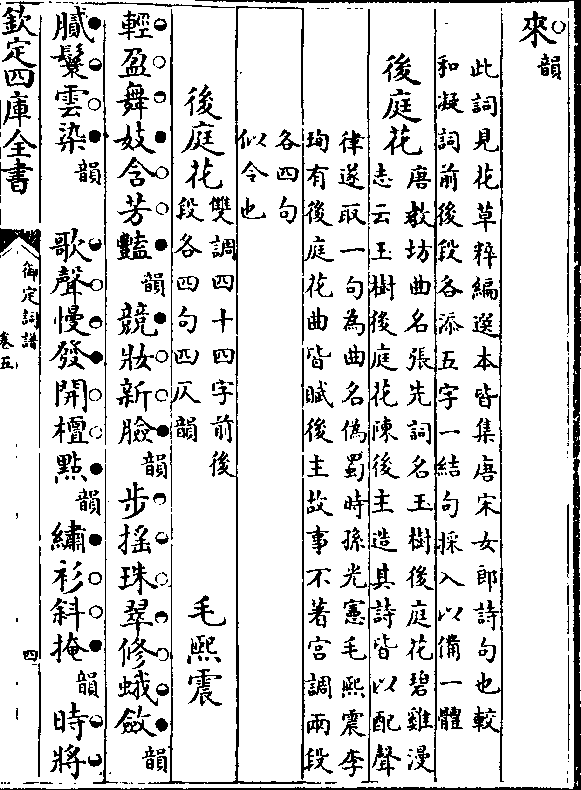 來韻
此詞見花草粹編選本皆集唐宋女郎詩句也較
和凝詞前後段各添五字一結句採入以備一體
後庭花
唐教坊曲名張先詞名玉樹後庭花碧雞漫
志云玉樹後庭花陳後主造其詩皆以配聲
律遂取一句為曲名偽蜀時孫光憲毛熙震李
珣有後庭花曲皆賦後主故事不著宮調兩段
各四句
似令也
後庭花
雙調四十四字前後
段各四句四仄韻
毛熙震
輕盈舞妓含芳豔韻競妝新臉韻步搖珠翠修蛾斂韻
膩鬟雲染韻歌聲慢發開檀點韻繡衫斜掩韻時將
欽定四庫全書
御定詞譜
卷五
四